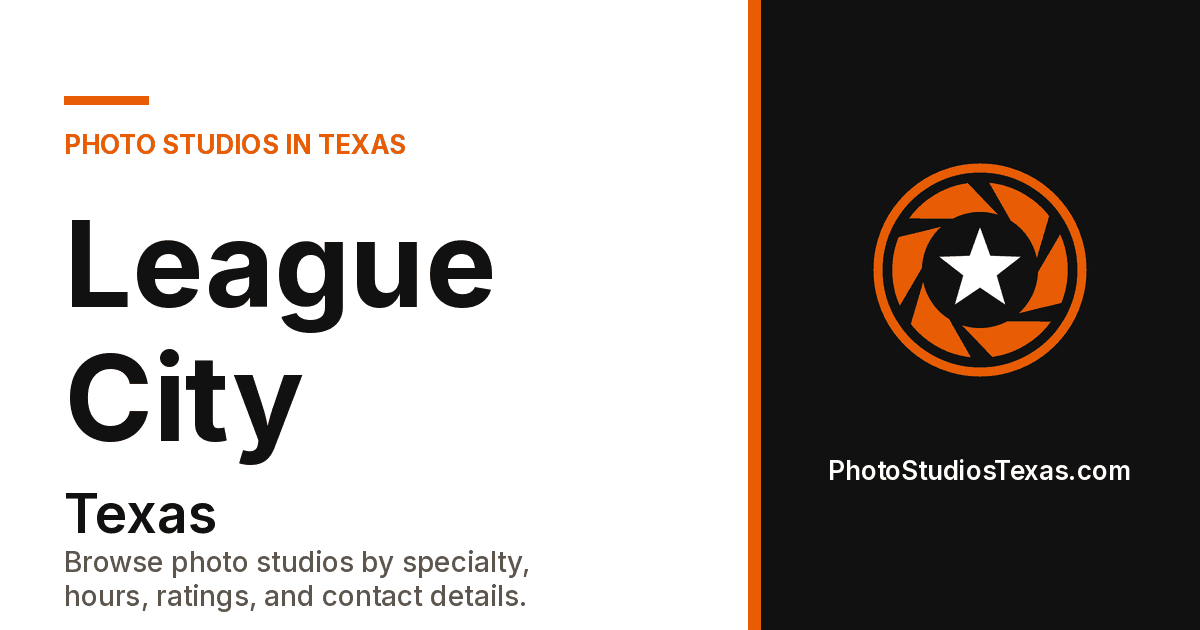 PHOTO STUDIOS IN TEXAS
League
City
Texas
Browse photo studios by specialty,
hours, ratings, and contact details.
PhotoStudiosTexas.com